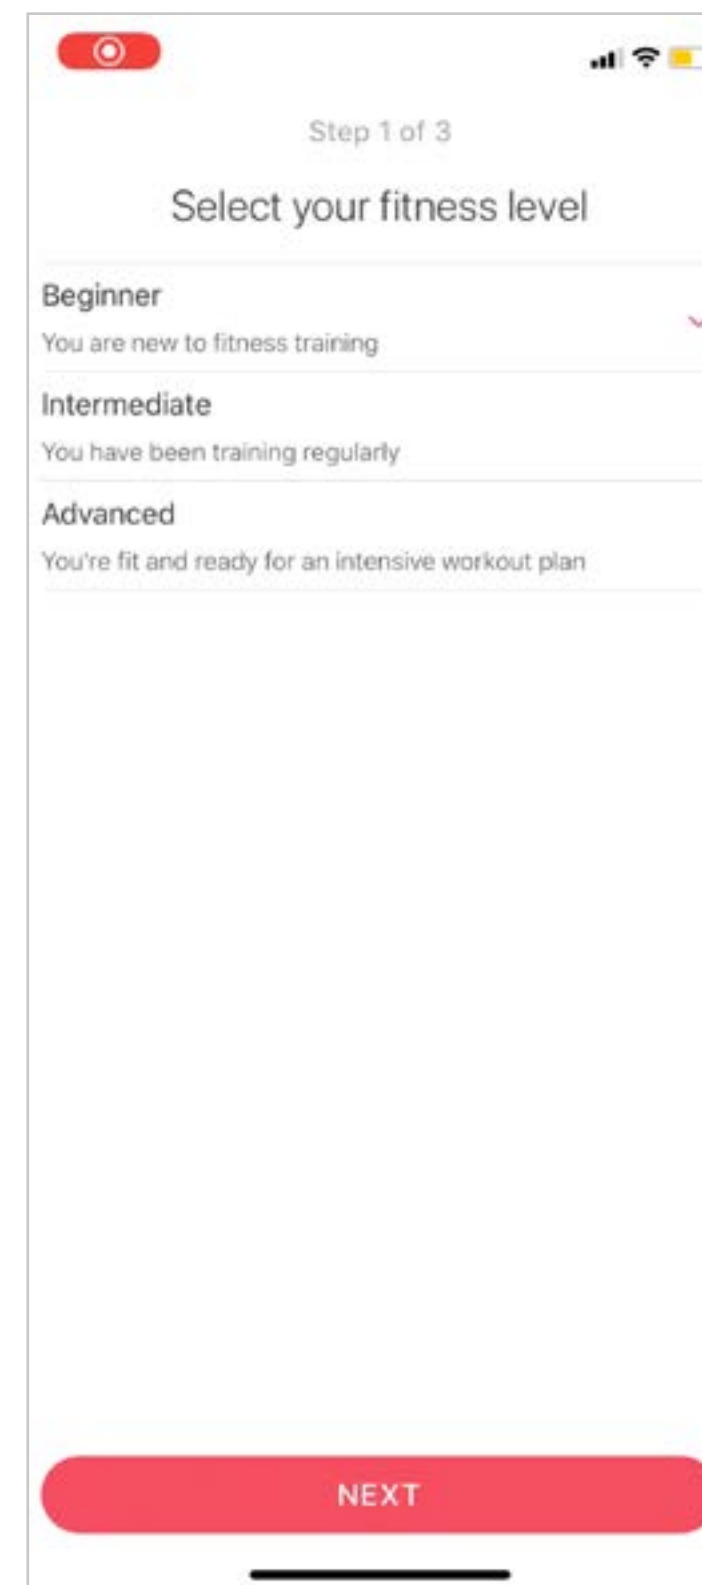 Step 1 of 3
Select your fitness level
Beginner
You are new to fitness training
Intermediate
You have been training regularly
Advanced
You're fit and ready for an intensive workout plan
NEXT